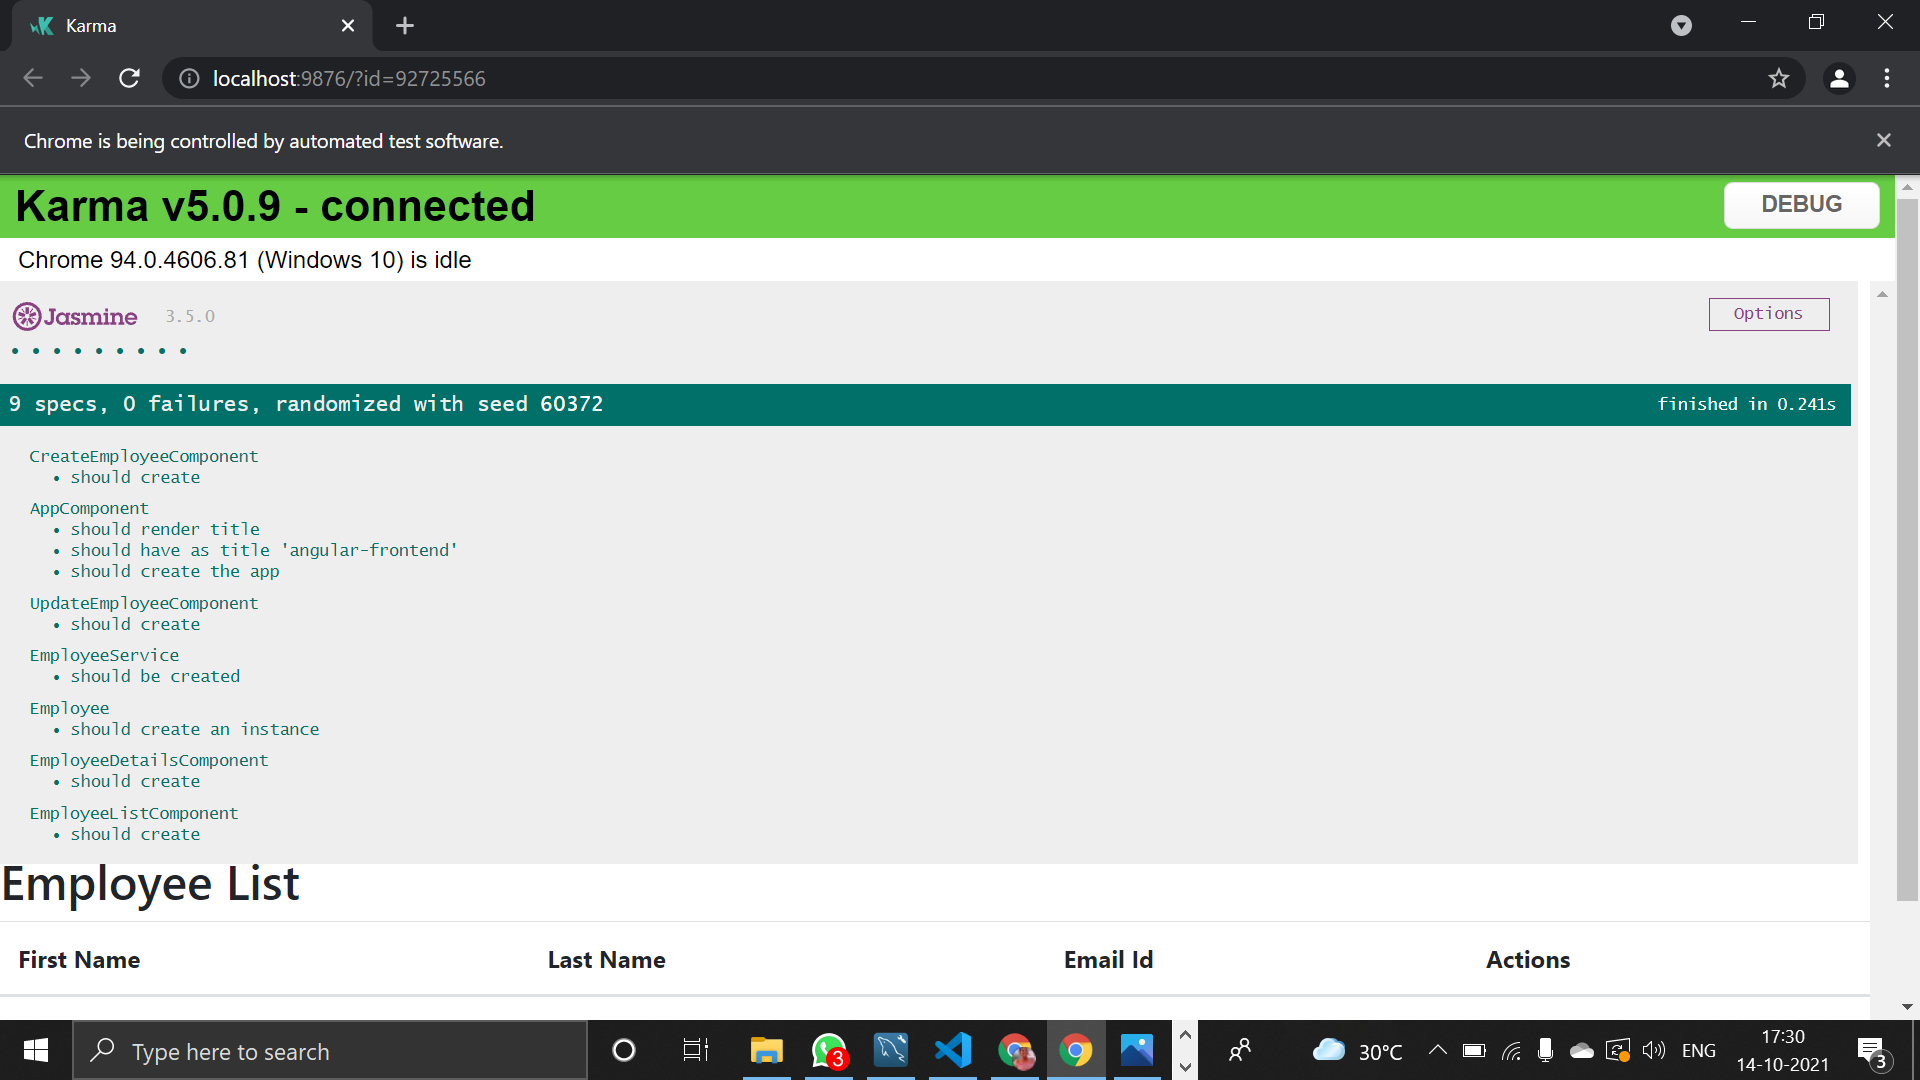 Karma
localhost:9876/?id=92725566
Chrome is being controlled by automated test software.
Karma v5.0.9 - connected
DEBUG
Chrome 94.0.4606.81 (Windows 10) is idle
Jasmine 3.5.0
Options
9 specs, 0 failures, randomized with seed 60372
finished in 0.241s
CreateEmployeeComponent
• should create
AppComponent
• should render title
• should have as title 'angular-frontend'
• should create the app
UpdateEmployeeComponent
• should create
EmployeeService
• should be created
Employee
• should create an instance
EmployeeDetailsComponent
• should create
EmployeeListComponent
• should create
Employee List
First Name Last Name Email Id Actions
Type here to search
3
30°C
ENG
17:30
14-10-2021
3